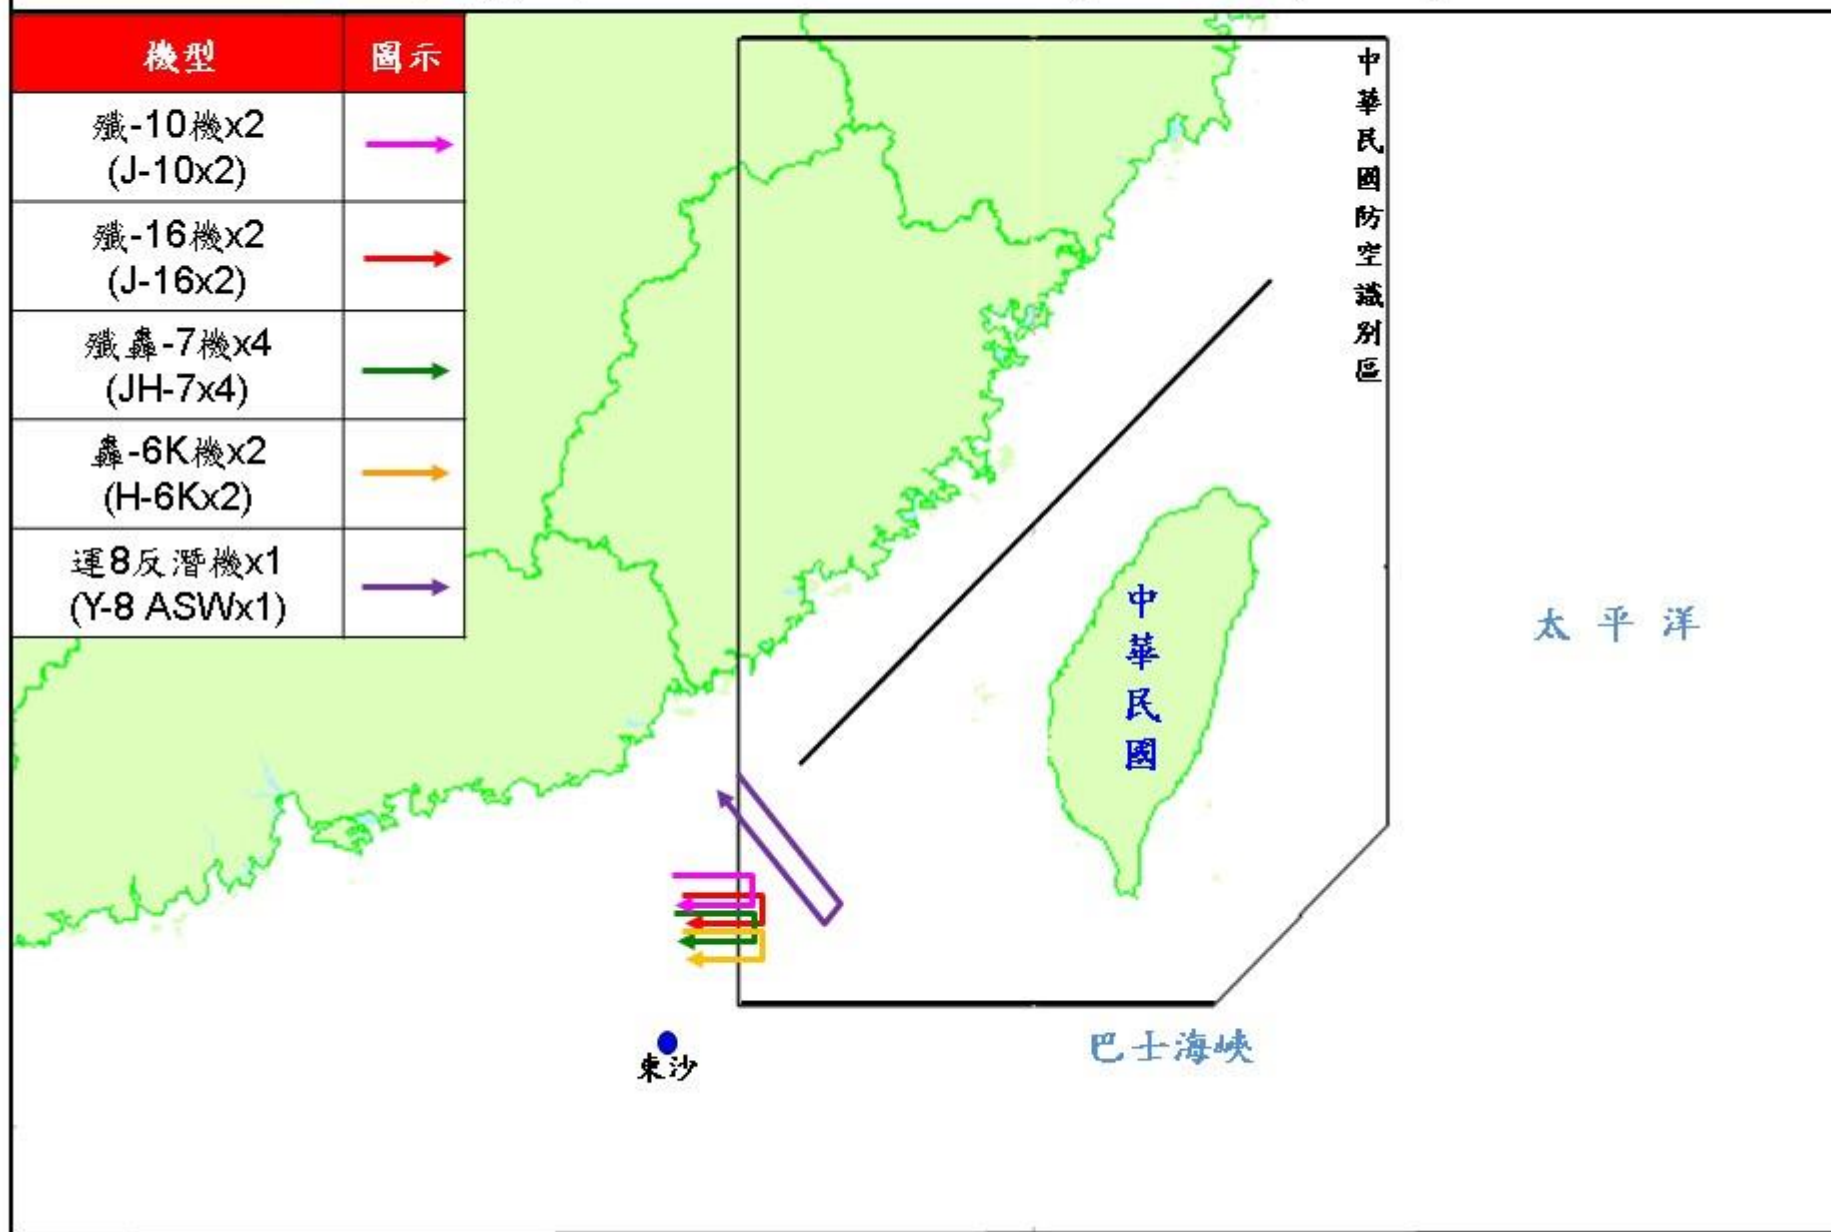 機型 圖示
殲-10機x2
(J-10x2)
殲-16機x2
(J-16x2)
殲轟-7機x4
(JH-7x4)
轟-6K機x2
(H-6Kx2)
運8反潛機x1
(Y-8 ASWx1)
中華民國防空識別區
中華民國
太平洋
巴士海峽
東沙